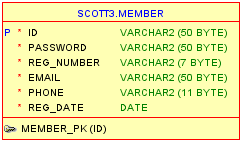 SCOTT3.MEMBER
P * ID VARCHAR2 (50 BYTE)
* PASSWORD VARCHAR2 (50 BYTE)
* REG_NUMBER VARCHAR2 (7 BYTE)
* EMAIL VARCHAR2 (50 BYTE)
* PHONE VARCHAR2 (11 BYTE)
* REG_DATE DATE
MEMBER_PK (ID)